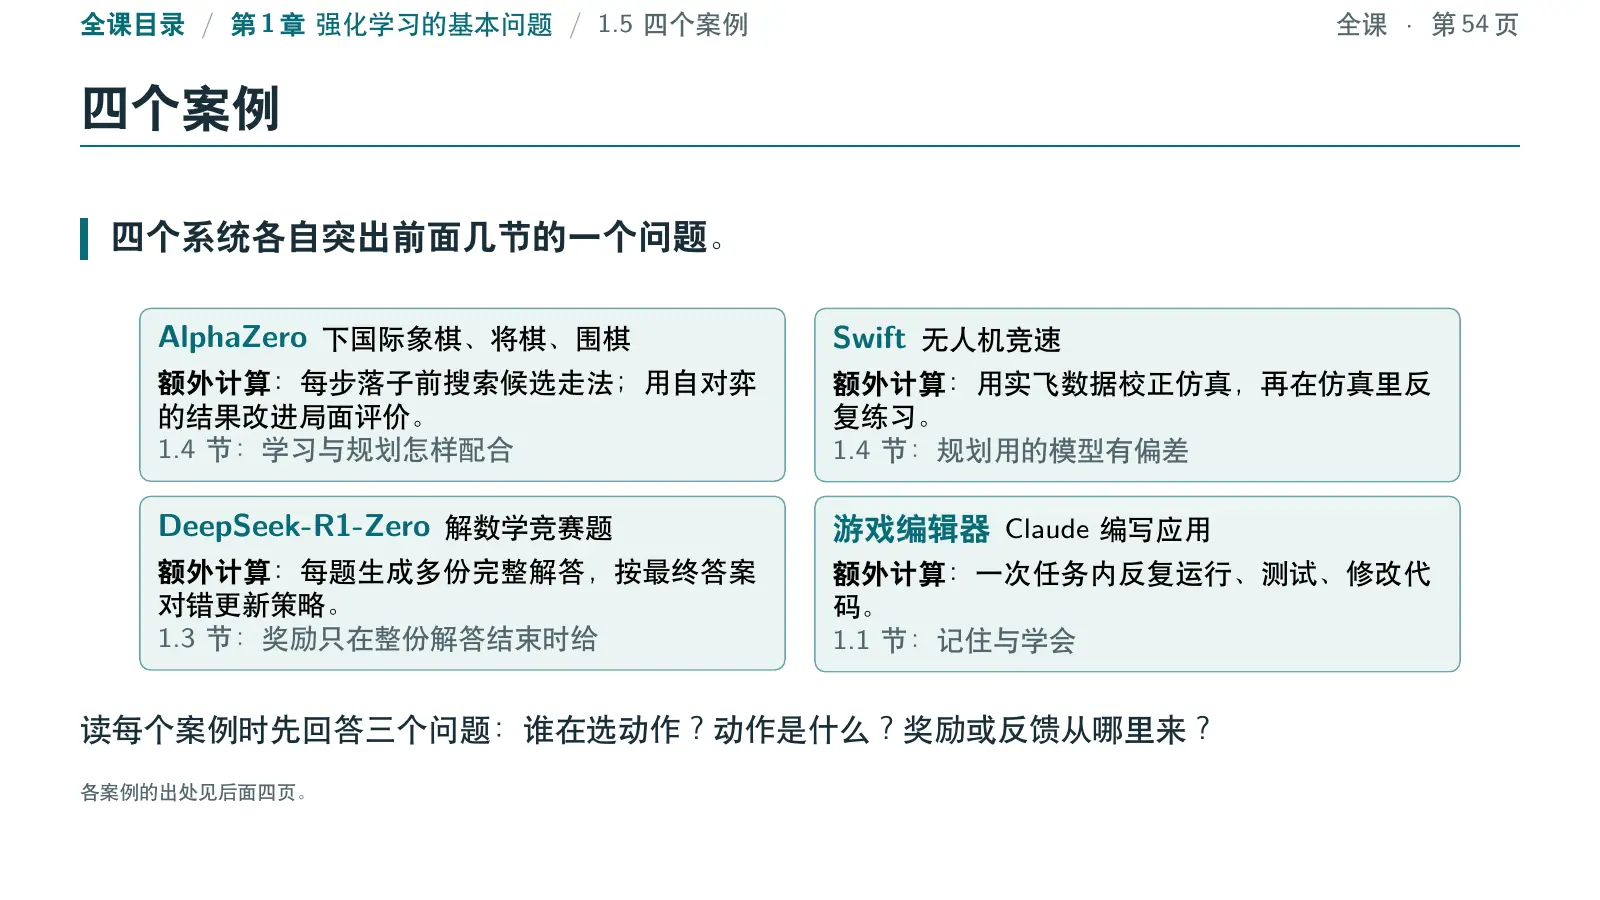 全课目录 / 第1章 强化学习的基本问题 / 1.5 四个案例
全课 · 第54页
四个案例
四个系统各自突出前面几节的一个问题。
AlphaZero 下国际象棋、将棋、围棋
额外计算：每步落子前搜索候选走法；用自对弈
的结果改进局面评价。
1.4 节：学习与规划怎样配合
Swift 无人机竞速
额外计算：用实飞数据校正仿真，再在仿真里反
复练习。
1.4 节：规划用的模型有偏差
DeepSeek-R1-Zero 解数学竞赛题
额外计算：每题生成多份完整解答，按最终答案
对错更新策略。
1.3 节：奖励只在整份解答结束时给
游戏编辑器 Claude 编写应用
额外计算：一次任务内反复运行、测试、修改代
码。
1.1 节：记住与学会
读每个案例时先回答三个问题：谁在选动作？动作是什么？奖励或反馈从哪里来？
各案例的出处见后面四页。